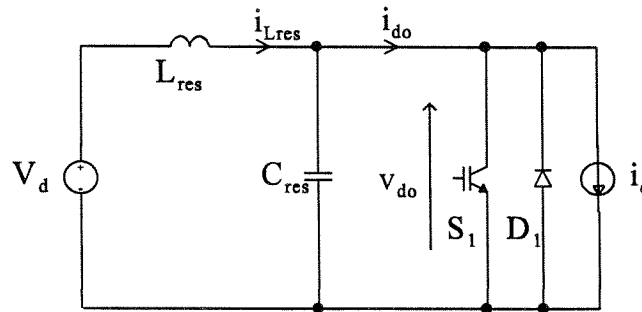 i_Lres
i_do
L_res
V_d
+
-
C_res
v_do
S_1
D_1